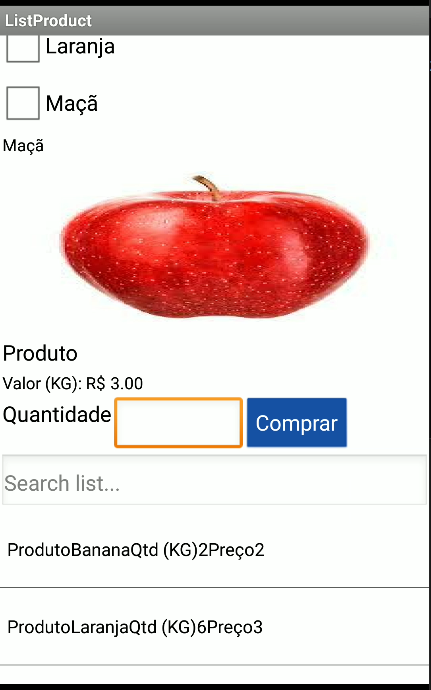 ListProduct
Laranja
Maçã
Maçã
Produto
Valor (KG): R$ 3.00
Quantidade Comprar
Search list...
ProdutoBananaQtd (KG)2Preço2
ProdutoLaranjaQtd (KG)6Preço3